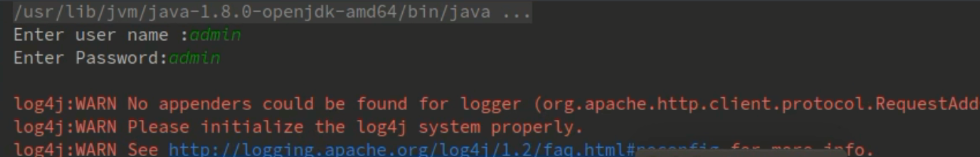 /usr/lib/jvm/java-1.8.0-openjdk-amd64/bin/java ...
Enter user name :admin
Enter Password:admin
log4j:WARN No appenders could be found for logger (org.apache.http.client.protocol.RequestAdd
log4j:WARN Please initialize the log4j system properly.
log4j:WARN See http://logging.apache.org/log4j/1.2/faq.html#noconfig for more info.